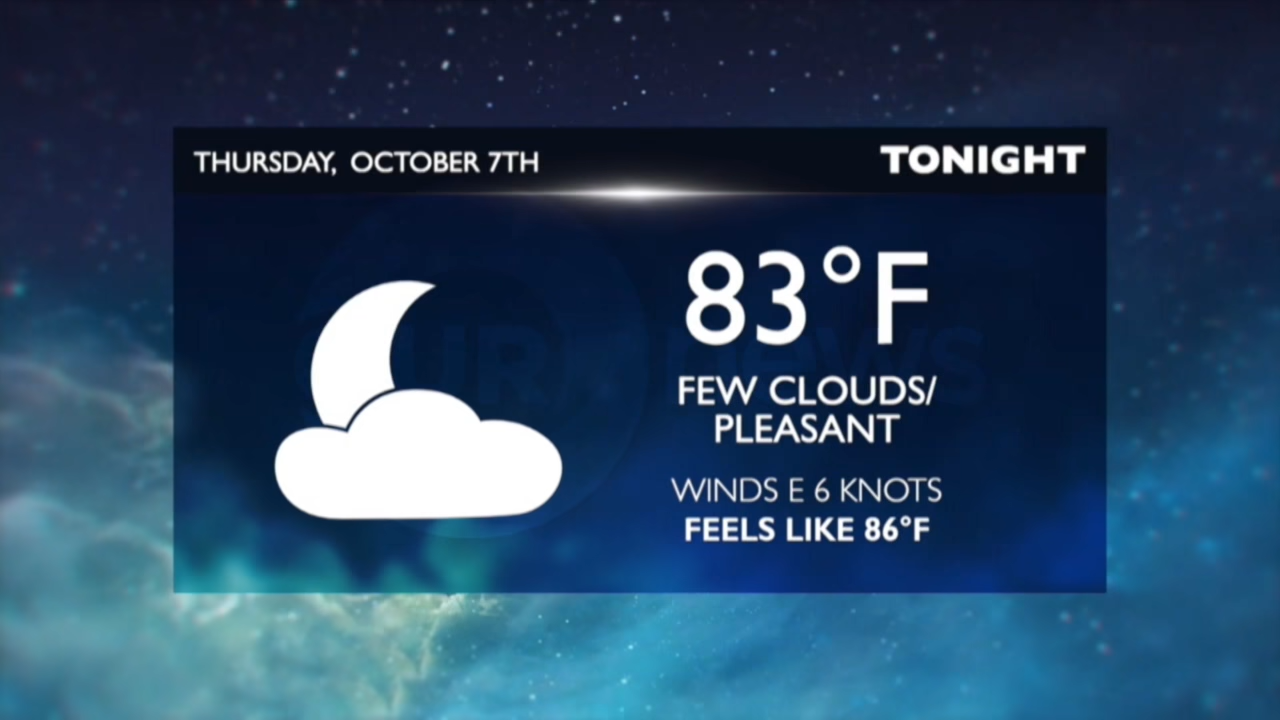 THURSDAY, OCTOBER 7TH
TONIGHT
83°F
FEW CLOUDS/
PLEASANT
WINDS E 6 KNOTS
FEELS LIKE 86°F